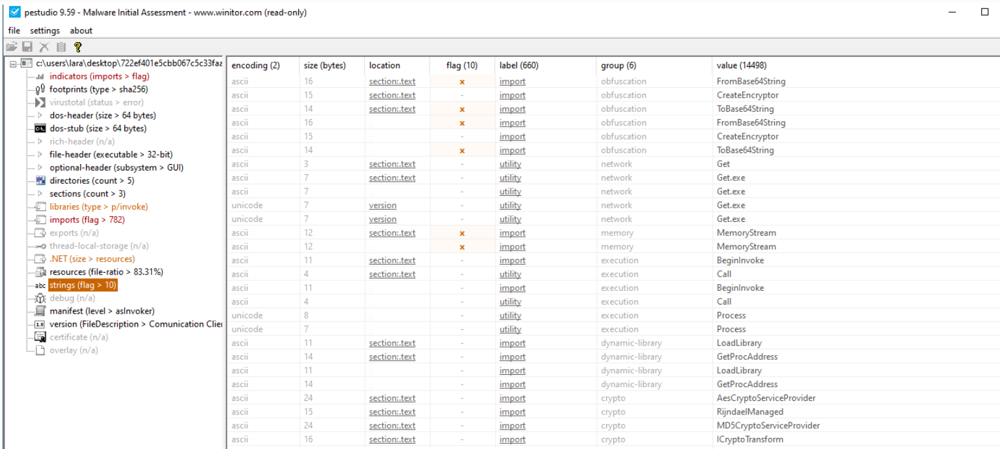 pestudio 9.59 - Malware Initial Assessment - www.winitor.com (read-only)
file settings about
c:\users\lara\desktop\722ef401e5cbb067c5c33faa
indicators (imports > flag)
footprints (type > sha256)
virustotal (status > error)
dos-header (size > 64 bytes)
dos-stub (size > 64 bytes)
rich-header (n/a)
file-header (executable > 32-bit)
optional-header (subsystem > GUI)
directories (count > 5)
sections (count > 3)
libraries (type > p/invoke)
imports (flag > 782)
exports (n/a)
thread-local-storage (n/a)
.NET (size > resources)
resources (file-ratio > 83.31%)
abc strings (flag > 10)
debug (n/a)
manifest (level > asInvoker)
1.0 version (FileDescription > Comunication Clie
certificate (n/a)
overlay (n/a)
encoding (2) size (bytes) location flag (10) label (660) group (6) value (14498)
ascii 16 section:.text x import obfuscation FromBase64String
ascii 15 section:.text - import obfuscation CreateEncryptor
ascii 14 section:.text x import obfuscation ToBase64String
ascii 16 x import obfuscation FromBase64String
ascii 15 - import obfuscation CreateEncryptor
ascii 14 x import obfuscation ToBase64String
ascii 3 section:.text - utility network Get
ascii 7 section:.text - utility network Get.exe
ascii 7 - utility network Get.exe
unicode 7 version - utility network Get.exe
unicode 7 version - utility network Get.exe
ascii 12 section:.text x import memory MemoryStream
ascii 12 x import memory MemoryStream
ascii 11 section:.text - import execution BeginInvoke
ascii 4 section:.text - utility execution Call
ascii 11 - import execution BeginInvoke
ascii 4 - utility execution Call
unicode 8 - utility execution Process
unicode 7 - utility execution Process
ascii 11 section:.text - import dynamic-library LoadLibrary
ascii 14 section:.text - import dynamic-library GetProcAddress
ascii 11 - import dynamic-library LoadLibrary
ascii 14 - import dynamic-library GetProcAddress
ascii 24 section:.text - import crypto AesCryptoServiceProvider
ascii 15 section:.text - import crypto RijndaelManaged
ascii 24 section:.text - import crypto MD5CryptoServiceProvider
ascii 16 section:.text - import crypto ICryptoTransform